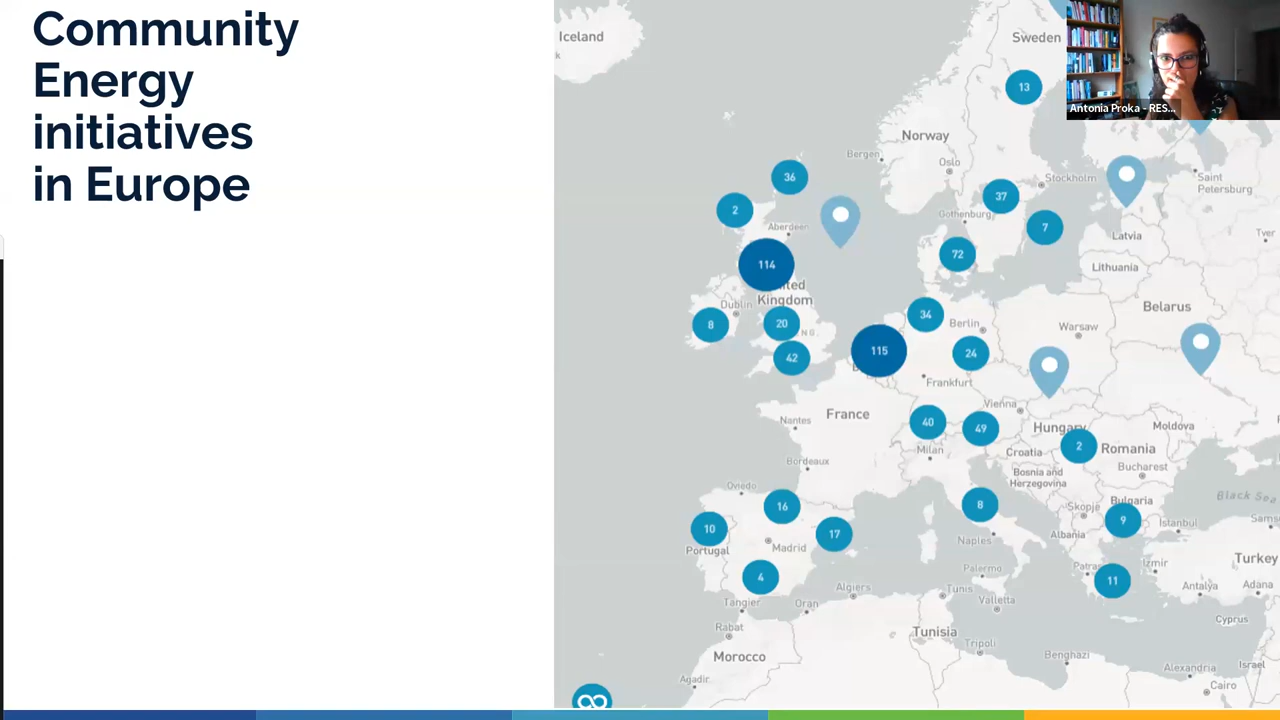 Community
Energy
initiatives
in Europe
Iceland
Sweden
Antonia Proka - RES...
13
Norway
Bergen
Oslo
36
Stockholm
Saint
Petersburg
37
2
Gothenburg
Aberdeen
7
Latvia
Tver
72
114
Lithuania
United
Kingdom
Dublin
Belarus
34
8
20
Berlin
Warsaw
42
115
24
Frankfurt
Vienna
France
Nantes
40
49
Hungary
Moldova
2
Romania
Milan
Croatia
Bordeaux
Bosnia and
Herzegovina
Bucharest
Oviedo
Black Sea
16
8
Skopje
Bulgaria
9
Istanbul
10
17
Albania
Naples
Portugal
Madrid
Turkey
Patras
Izmir
Palermo
4
11
Algiers
Tunis
Antalya
Adana
Tangier
Oran
Valletta
Cyprus
Rabat
Tunisia
Tripoli
Morocco
Benghazi
Israel
Alexandria
Agadir
Cairo